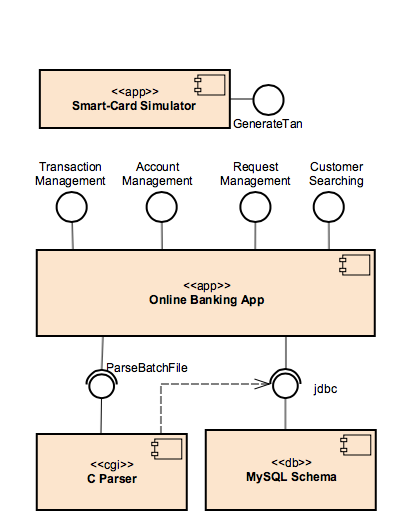 <<app>>
Smart-Card Simulator
GenerateTan
Transaction
Management
Account
Management
Request
Management
Customer
Searching
<<app>>
Online Banking App
ParseBatchFile
jdbc
<<cgi>>
C Parser
<<db>>
MySQL Schema